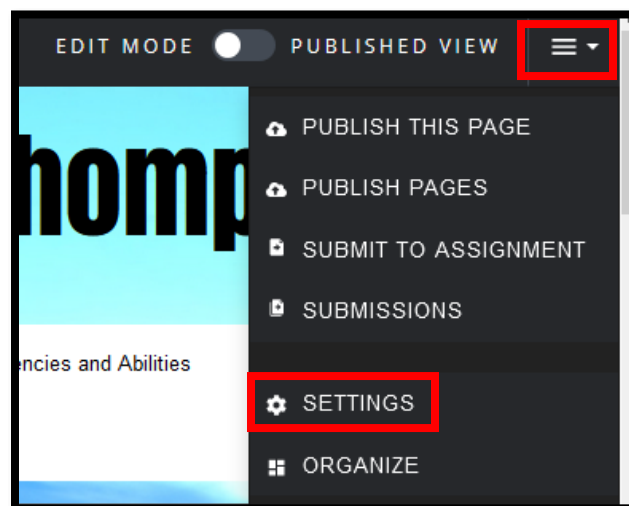 EDIT MODE PUBLISHED VIEW
PUBLISH THIS PAGE
homp
PUBLISH PAGES
SUBMIT TO ASSIGNMENT
SUBMISSIONS
encies and Abilities
SETTINGS
ORGANIZE